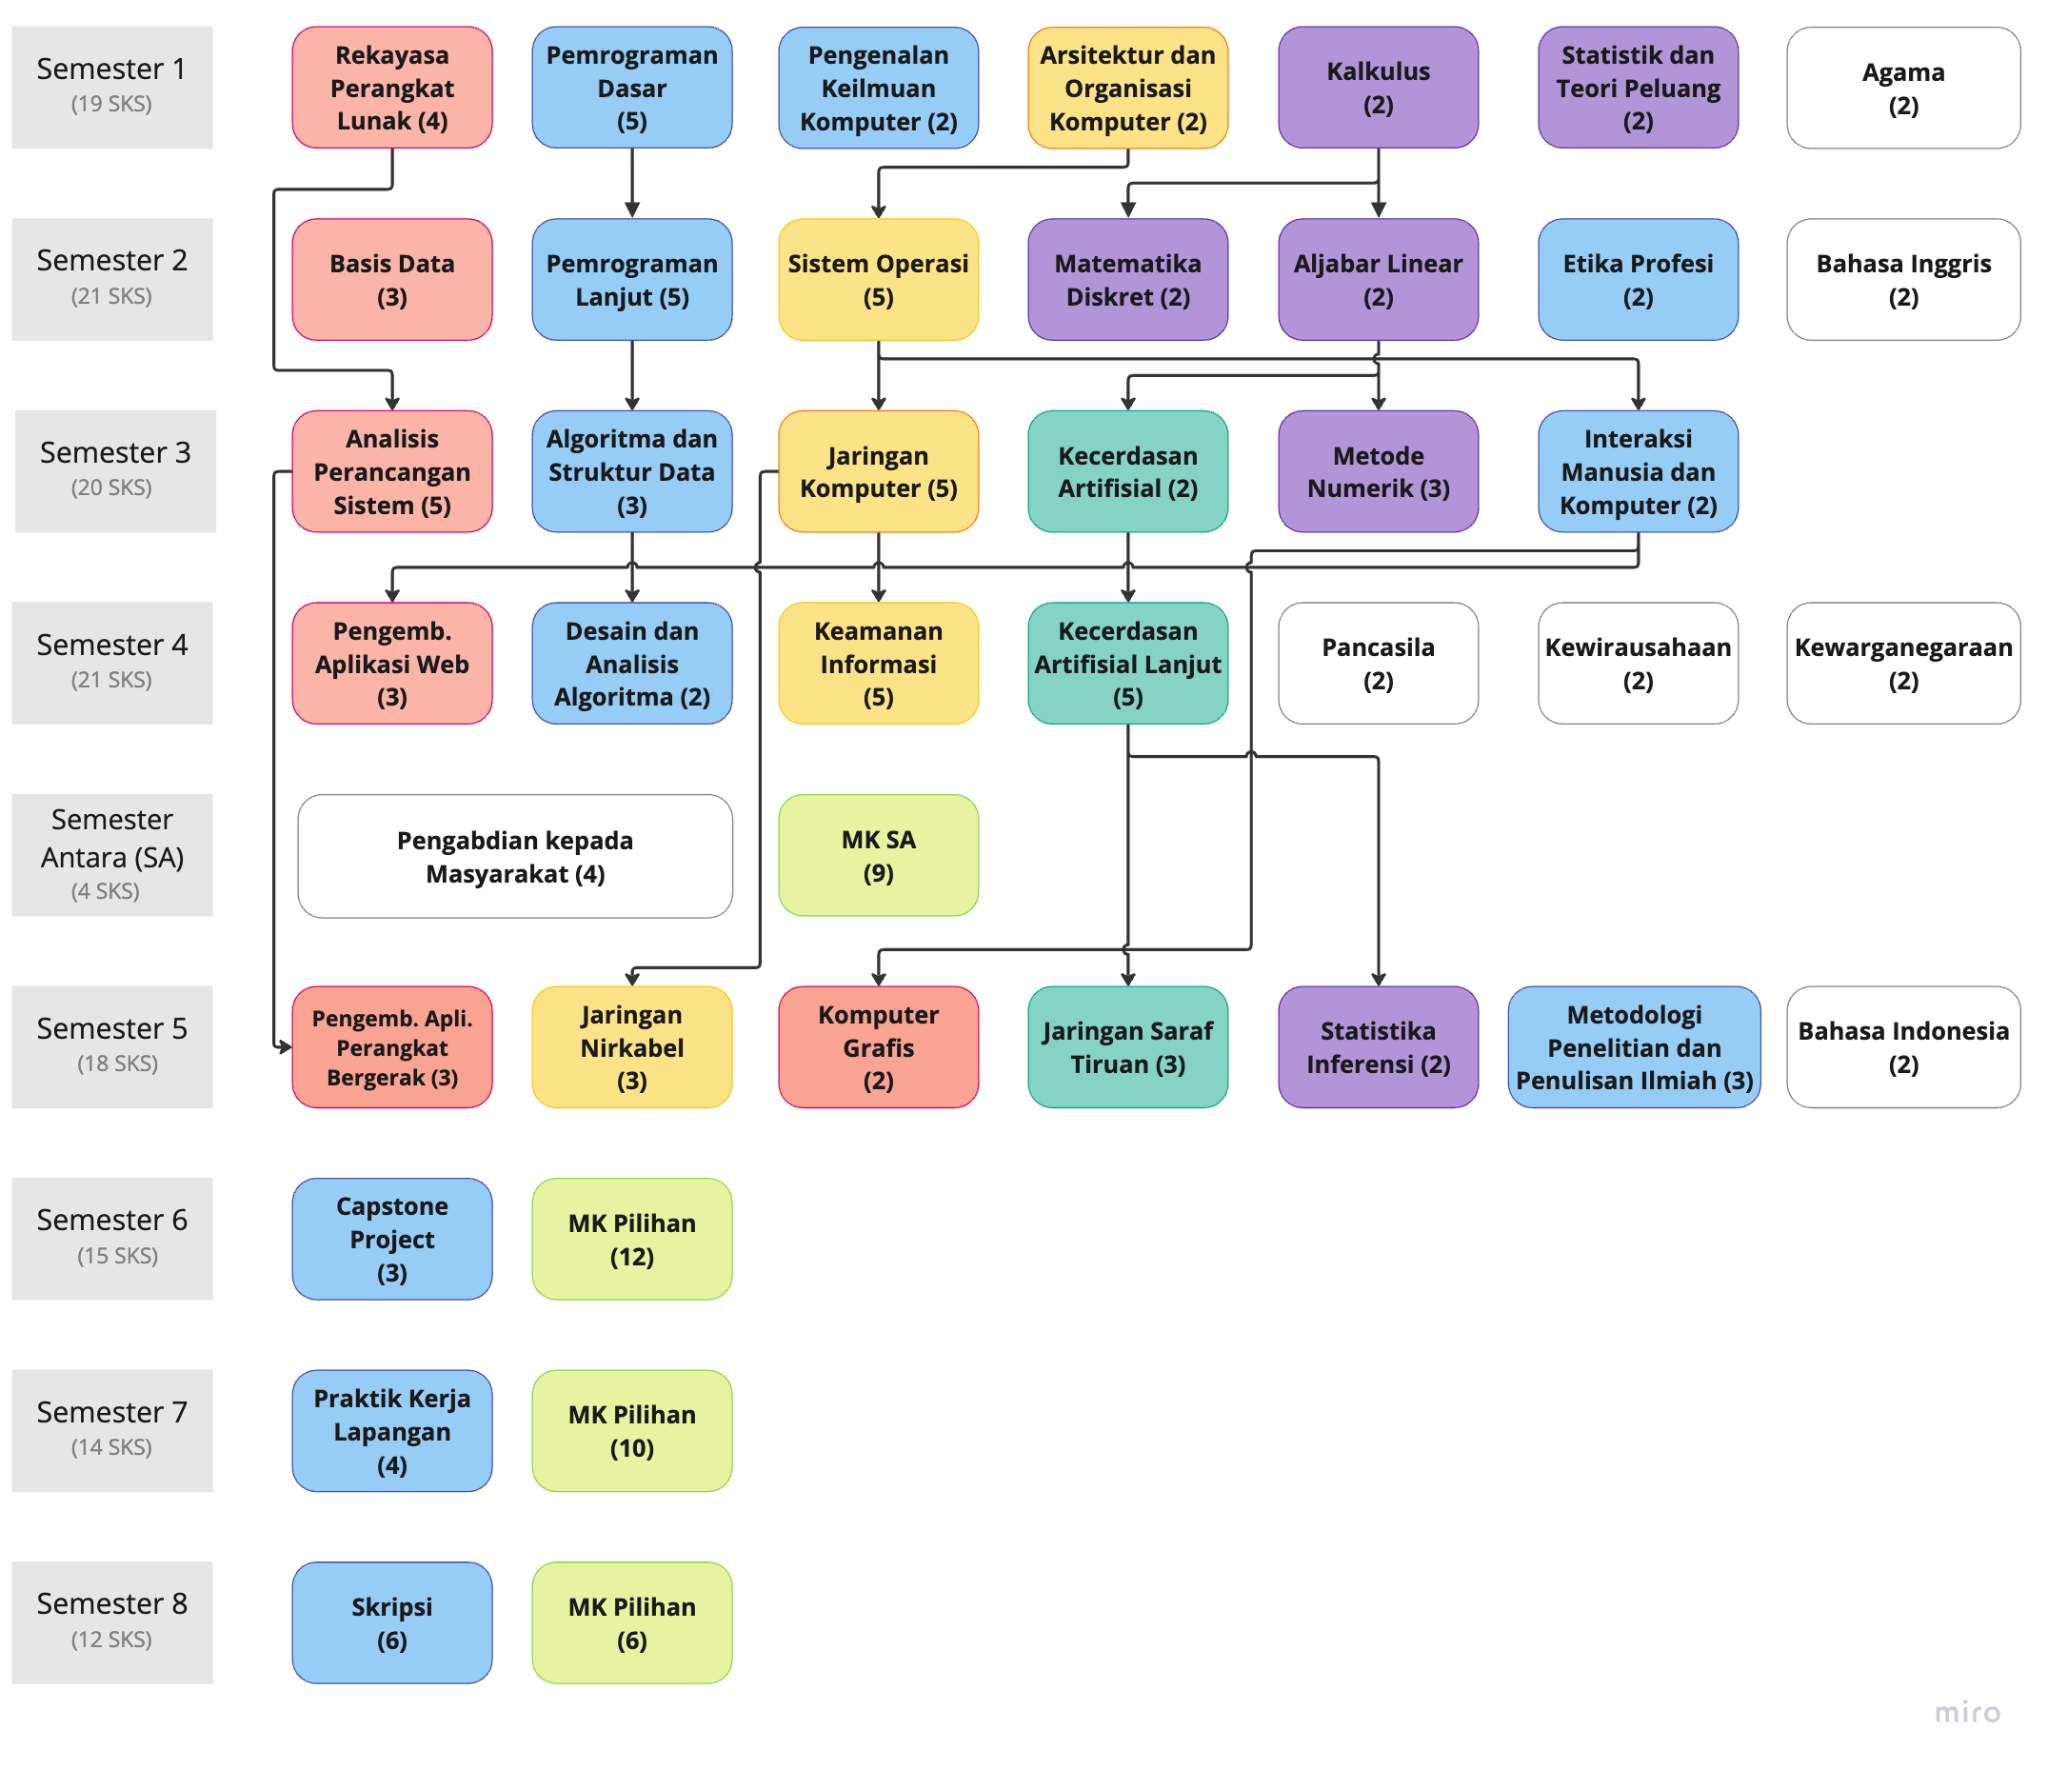 Semester 1
(19 SKS)
Rekayasa
Perangkat
Lunak (4)
Pemrograman
Dasar
(5)
Pengenalan
Keilmuan
Komputer (2)
Arsitektur dan
Organisasi
Komputer (2)
Kalkulus
(2)
Statistik dan
Teori Peluang
(2)
Agama
(2)
Semester 2
(21 SKS)
Basis Data
(3)
Pemrograman
Lanjut (5)
Sistem Operasi
(5)
Matematika
Diskret (2)
Aljabar Linear
(2)
Etika Profesi
(2)
Bahasa Inggris
(2)
Semester 3
(20 SKS)
Analisis
Perancangan
Sistem (5)
Algoritma dan
Struktur Data
(3)
Jaringan
Komputer (5)
Kecerdasan
Artifisial (2)
Metode
Numerik (3)
Interaksi
Manusia dan
Komputer (2)
Semester 4
(21 SKS)
Pengemb.
Aplikasi Web
(3)
Desain dan
Analisis
Algoritma (2)
Keamanan
Informasi
(5)
Kecerdasan
Artifisial Lanjut
(5)
Pancasila
(2)
Kewirausahaan
(2)
Kewarganegaraan
(2)
Semester
Antara (SA)
(4 SKS)
Pengabdian kepada
Masyarakat (4)
MK SA
(9)
Semester 5
(18 SKS)
Pengemb. Apli.
Perangkat
Bergerak (3)
Jaringan
Nirkabel
(3)
Komputer
Grafis
(2)
Jaringan Saraf
Tiruan (3)
Statistika
Inferensi (2)
Metodologi
Penelitian dan
Penulisan Ilmiah (3)
Bahasa Indonesia
(2)
Semester 6
(15 SKS)
Capstone
Project
(3)
MK Pilihan
(12)
Semester 7
(14 SKS)
Praktik Kerja
Lapangan
(4)
MK Pilihan
(10)
Semester 8
(12 SKS)
Skripsi
(6)
MK Pilihan
(6)
miro